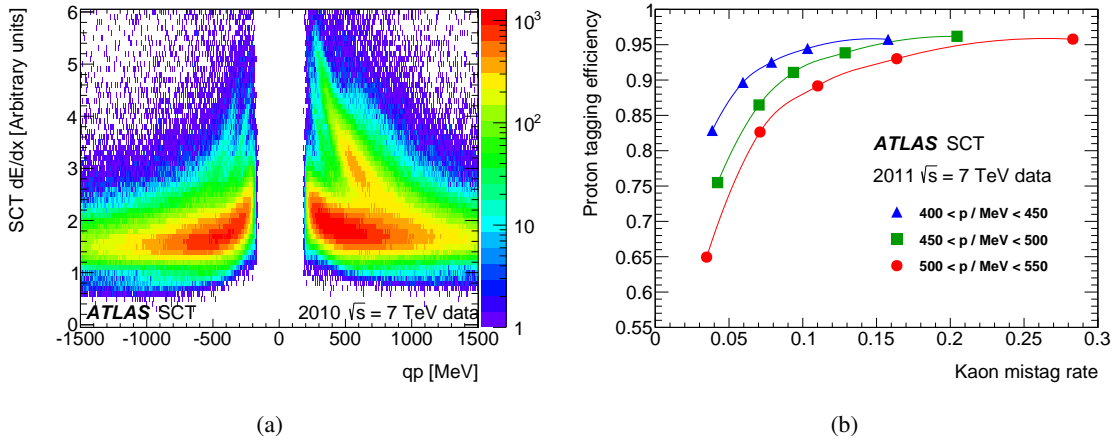 SCT dE/dx [Arbitrary units]
6
5
4
3
2
1
0
10³
10²
10
1
ATLAS SCT
2010 √s = 7 TeV data
-1500 -1000 -500 0 500 1000 1500
qp [MeV]
(a)
Proton tagging efficiency
1
0.95
0.9
0.85
0.8
0.75
0.7
0.65
0.6
0.55
ATLAS SCT
2011 √s = 7 TeV data
400 < p / MeV < 450
450 < p / MeV < 500
500 < p / MeV < 550
0 0.05 0.1 0.15 0.2 0.25 0.3
Kaon mistag rate
(b)